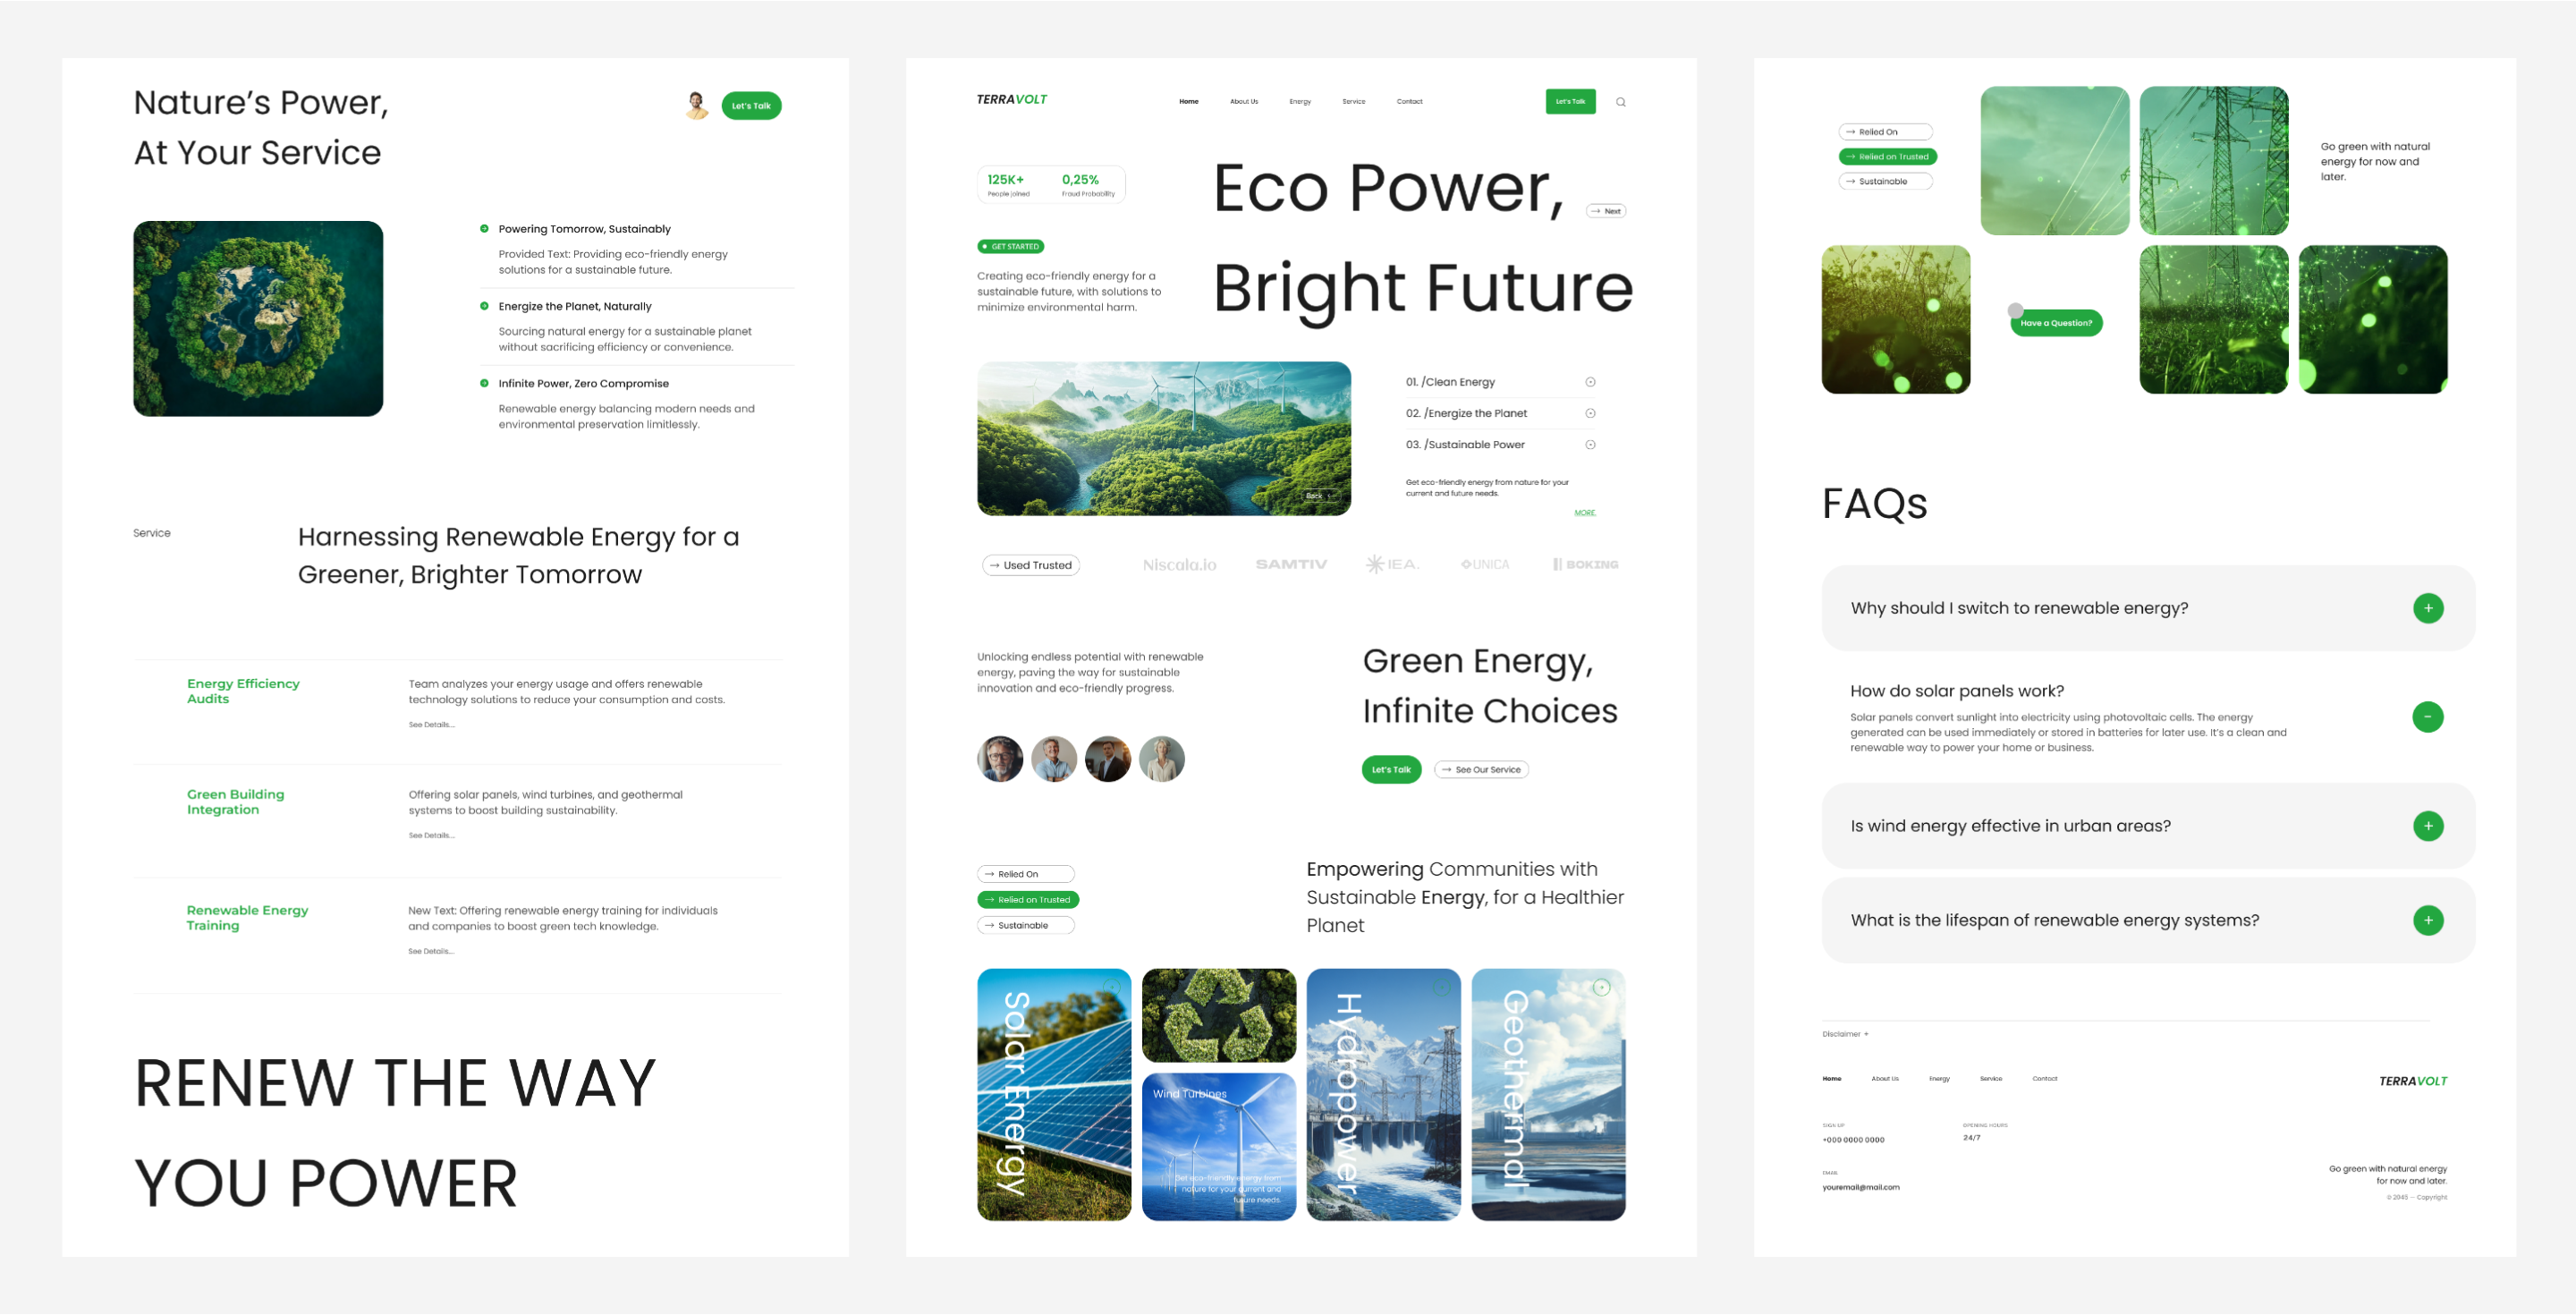 Nature's Power,
At Your Service
Let's Talk
Powering Tomorrow, Sustainably
Provided Text: Providing eco-friendly energy
solutions for a sustainable future.
Energize the Planet, Naturally
Sourcing natural energy for a sustainable planet
without sacrificing efficiency or convenience.
Infinite Power, Zero Compromise
Renewable energy balancing modern needs and
environmental preservation limitlessly.
Service
Harnessing Renewable Energy for a
Greener, Brighter Tomorrow
Energy Efficiency
Audits
Team analyzes your energy usage and offers renewable
technology solutions to reduce your consumption and costs.
See Details....
Green Building
Integration
Offering solar panels, wind turbines, and geothermal
systems to boost building sustainability.
See Details....
Renewable Energy
Training
New Text: Offering renewable energy training for individuals
and companies to boost green tech knowledge.
See Details....
RENEW THE WAY
YOU POWER
TERRAVOLT
Home
About Us
Energy
Service
Contact
Let's Talk
125K+
People joined
0,25%
Fraud Probability
Eco Power,
Bright Future
→ Next
GET STARTED
Creating eco-friendly energy for a
sustainable future, with solutions to
minimize environmental harm.
Back
01. /Clean Energy
02. /Energize the Planet
03. /Sustainable Power
Get eco-friendly energy from nature for your
current and future needs.
MORE
→ Used Trusted
Niscala.io
SAMTIV
IEA.
UNICA
BOKING
Unlocking endless potential with renewable
energy, paving the way for sustainable
innovation and eco-friendly progress.
Green Energy,
Infinite Choices
Let's Talk
→ See Our Service
→ Relied On
→ Relied on Trusted
→ Sustainable
Empowering Communities with
Sustainable Energy, for a Healthier
Planet
Solar Energy
Wind Turbines
Get eco-friendly energy from
nature for your current and
future needs.
Hydropower
Geothermal
→ Relied On
→ Relied on Trusted
→ Sustainable
Go green with natural
energy for now and
later.
Have a Question?
FAQs
Why should I switch to renewable energy?
+
How do solar panels work?
Solar panels convert sunlight into electricity using photovoltaic cells. The energy
generated can be used immediately or stored in batteries for later use. It's a clean and
renewable way to power your home or business.
-
Is wind energy effective in urban areas?
+
What is the lifespan of renewable energy systems?
+
Disclaimer +
Home
About Us
Energy
Service
Contact
TERRAVOLT
SIGN UP
+000 0000 0000
OPENING HOURS
24/7
EMAIL
youremail@mail.com
Go green with natural energy
for now and later.
© 2045 — Copyright